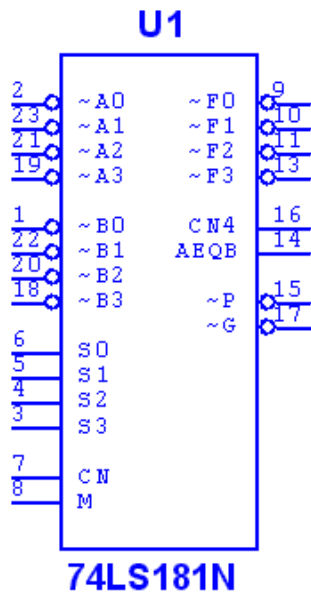 U1
2 ~A0 ~F0 9
23 ~A1 ~F1 10
21 ~A2 ~F2 11
19 ~A3 ~F3 13
1 ~B0 CN4 16
22 ~B1 AEQB 14
20 ~B2
18 ~B3 ~P 15
~G 17
6 S0
5 S1
4 S2
3 S3
7 CN
8 M
74LS181N